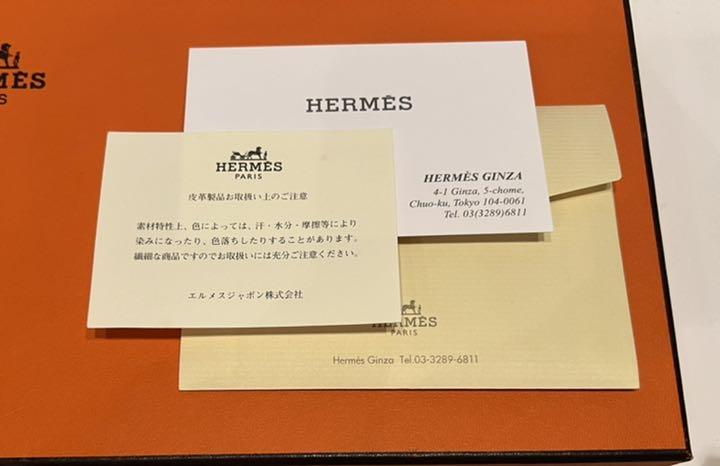 HERMÈS
HERMÈS GINZA
4-1 Ginza, 5-chome,
Chuo-ku, Tokyo 104-0061
Tel. 03(3289)6811
HERMÈS
PARIS
皮革製品お取扱い上のご注意
素材特性上、色によっては、汗・水分・摩擦等により
染みになったり、色落ちしたりすることがあります。
繊細な商品ですのでお取扱いには充分ご注意ください。
エルメスジャポン株式会社
HERMÈS
PARIS
Hermès Ginza Tel.03-3289-6811